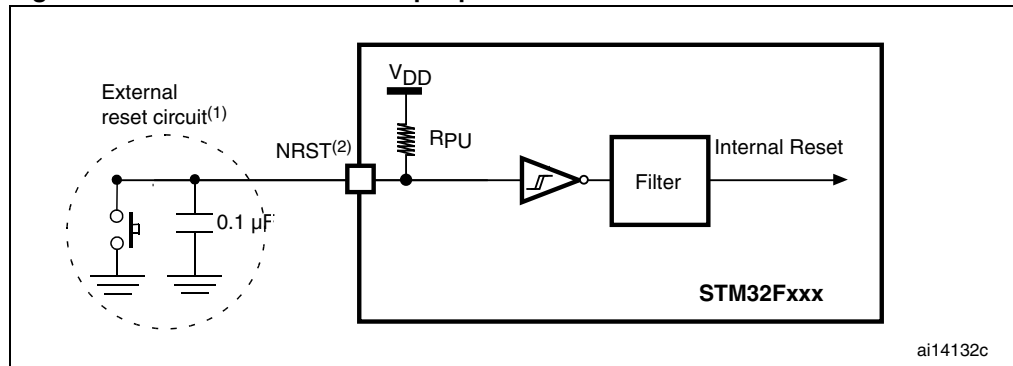 External
reset circuit(1)
NRST(2)
VDD
RPU
0.1 µF
Filter
Internal Reset
STM32Fxxx
ai14132c